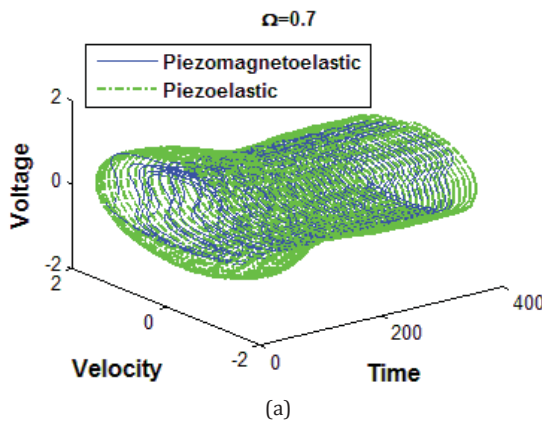 Ω=0.7
Piezomagnetoelastic
Piezoelastic
2
0
-2
Voltage
2
0
-2
Velocity
0
200
400
Time
(a)